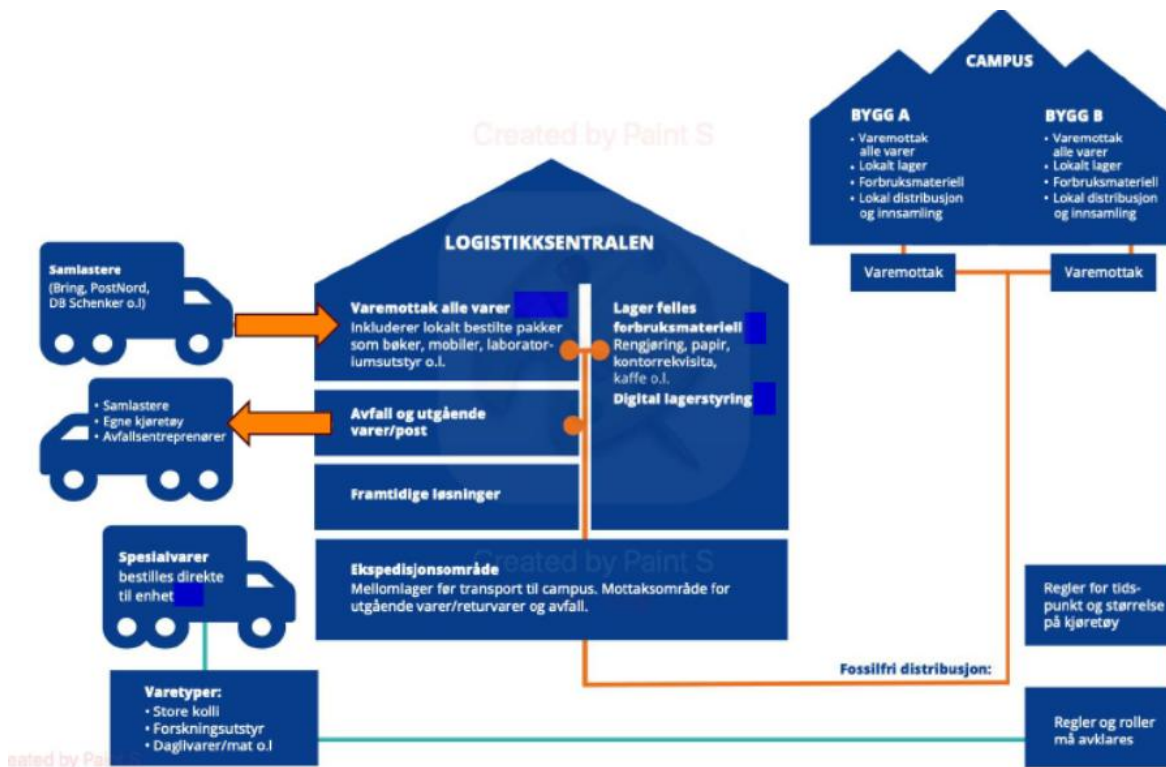 CAMPUS
BYGG A
• Varemottak
alle varer
• Lokalt lager
• Forbruksmateriell
• Lokal distribusjon
og innsamling
BYGG B
• Varemottak
alle varer
• Lokalt lager
• Forbruksmateriell
• Lokal distribusjon
og innsamling
Varemottak
Varemottak
Created by Paint S
LOGISTIKKSENTRALEN
Samlastere
(Bring, PostNord,
DB Schenker o.l)
Varemottak alle varer
Inkluderer lokalt bestilte pakker
som bøker, mobiler, laborator-
iumsutstyr o.l.
Lager felles
forbruksmateriell
Rengjøring, papir,
kontorrekvisita,
kaffe o.l.
Digital lagerstyring
• Samlastere
• Egne kjøretøy
• Avfallsentreprenører
Avfall og utgående
varer/post
Framtidige løsninger
Spesialvarer
bestilles direkte
til enhet
Created by Paint S
Ekspedisjonsområde
Mellomlager før transport til campus. Mottaksområde for
utgående varer/returvarer og avfall.
Regler for tids-
punkt og størrelse
på kjøretøy
Fossilfri distribusjon:
Varetyper:
• Store kolli
• Forskningsutstyr
• Daglivarer/mat o.l
Regler og roller
må avklares
eated by Paint S